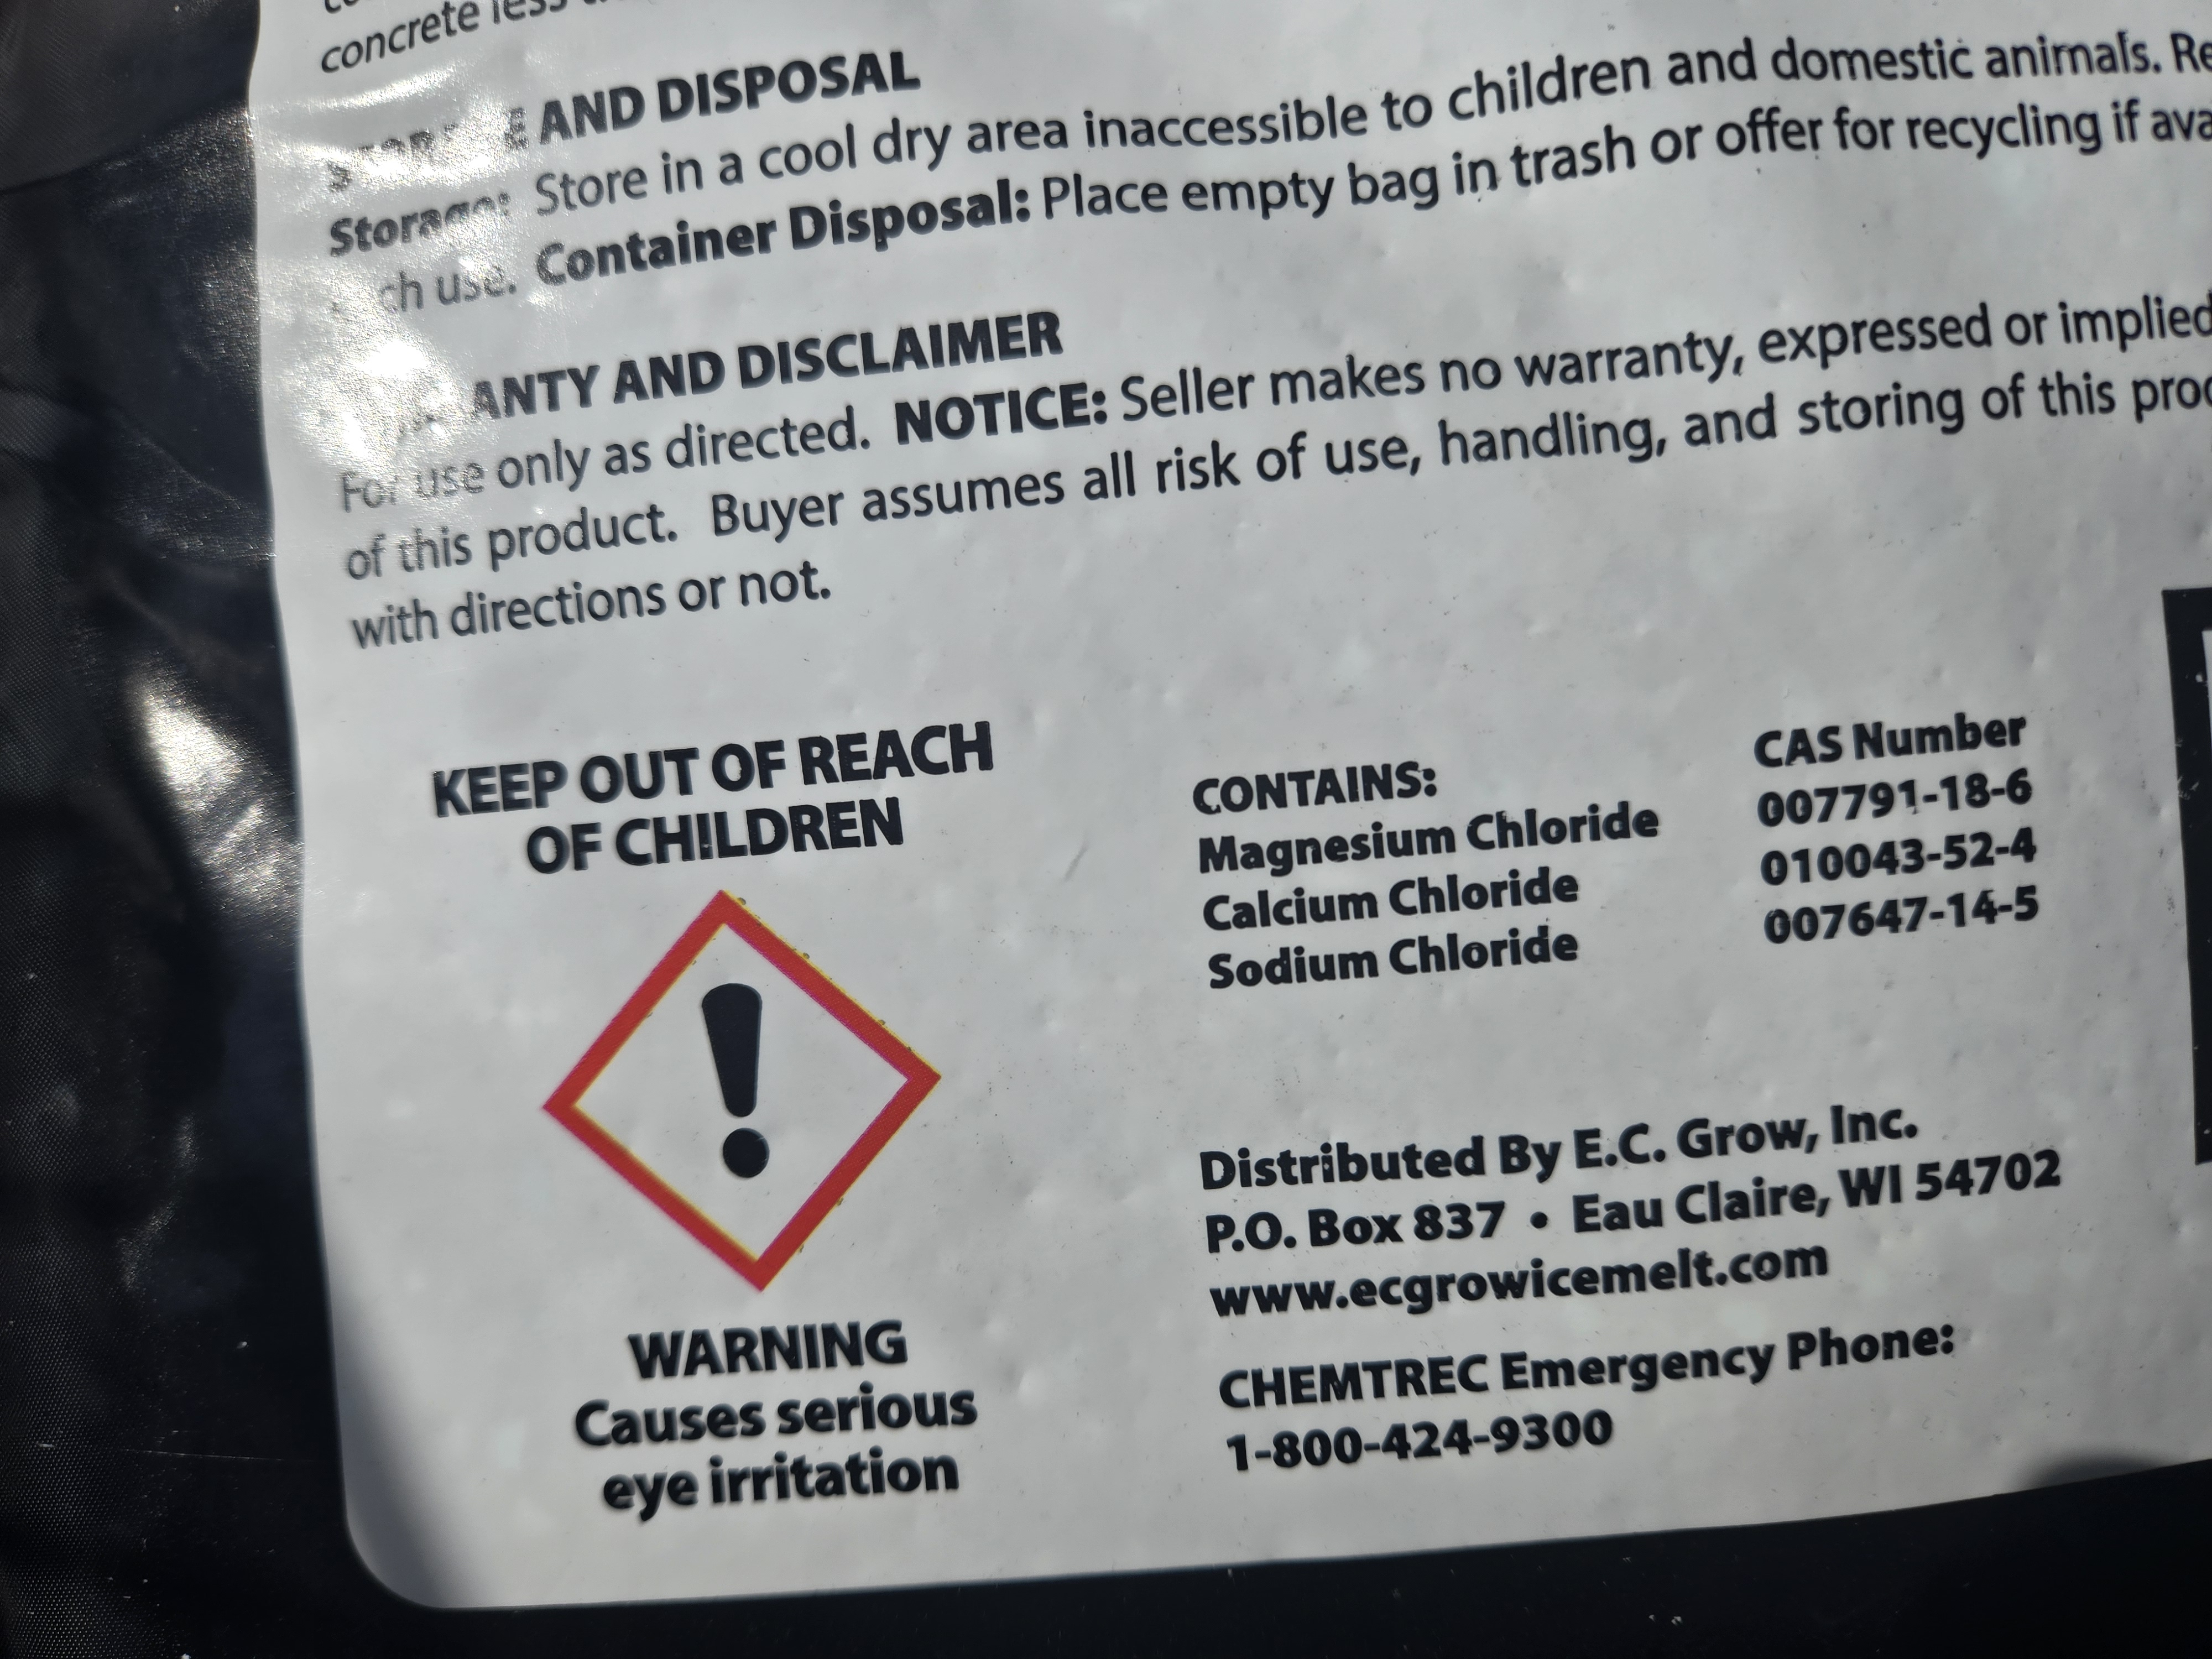 concrete less
AND DISPOSAL
Storage: Store in a cool dry area inaccessible to children and domestic animals.
use. Container Disposal: Place empty bag in trash or offer for recycling if
AND DISCLAIMER
For use only as directed. NOTICE: Seller makes no warranty, expressed or implied
of this product. Buyer assumes all risk of use, handling, and storing of this
with directions or not.
KEEP OUT OF REACH
OF CHILDREN
WARNING
Causes serious
eye irritation
CONTAINS:
Magnesium Chloride
Calcium Chloride
Sodium Chloride
CAS Number
007791-18-6
010043-52-4
007647-14-5
Distributed By E.C. Grow, Inc.
P.O. Box 837 • Eau Claire, WI 54702
www.ecgrowicemelt.com
CHEMTREC Emergency Phone:
1-800-424-9300